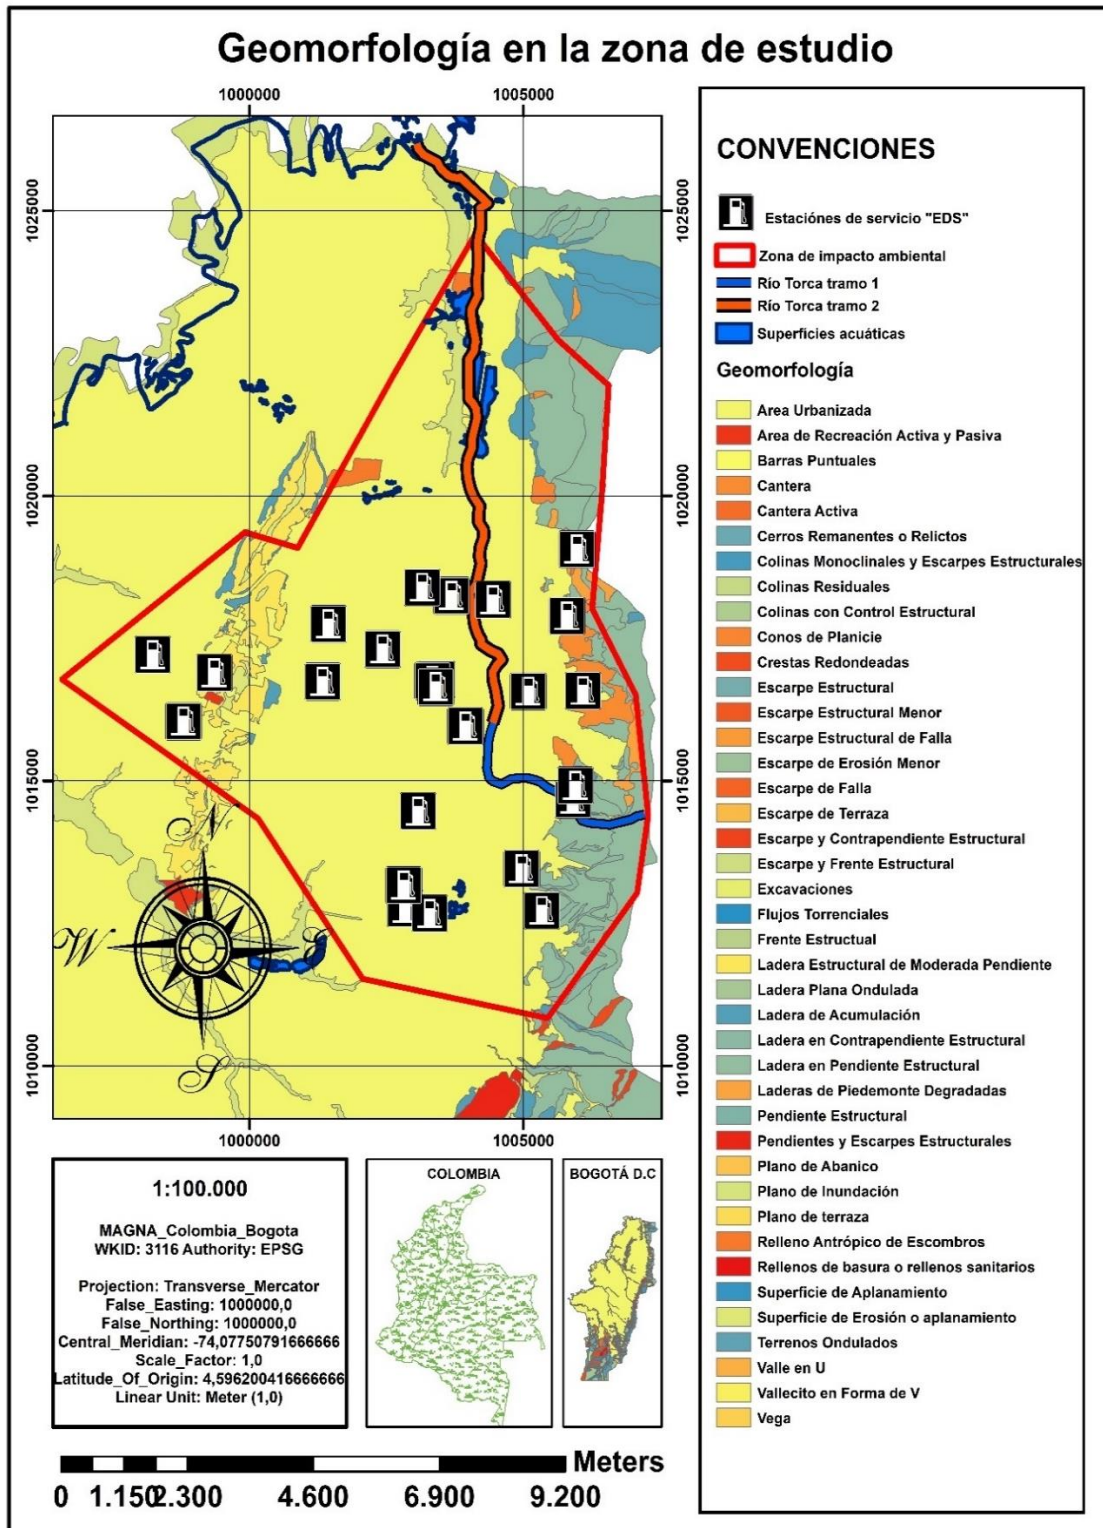 Geomorfología en la zona de estudio
1000000
1005000
1025000
1025000
1020000
1020000
1015000
1015000
1010000
1010000
N
W
E
S
1000000
1005000
CONVENCIONES
Estaciónes de servicio "EDS"
Zona de impacto ambiental
Río Torca tramo 1
Río Torca tramo 2
Superficies acuáticas
Geomorfología
Area Urbanizada
Area de Recreación Activa y Pasiva
Barras Puntuales
Cantera
Cantera Activa
Cerros Remanentes o Relictos
Colinas Monoclinales y Escarpes Estructurales
Colinas Residuales
Colinas con Control Estructural
Conos de Planicie
Crestas Redondeadas
Escarpe Estructural
Escarpe Estructural Menor
Escarpe Estructural de Falla
Escarpe de Erosión Menor
Escarpe de Falla
Escarpe de Terraza
Escarpe y Contrapendiente Estructural
Escarpe y Frente Estructural
Excavaciones
Flujos Torrenciales
Frente Estructual
Ladera Estructural de Moderada Pendiente
Ladera Plana Ondulada
Ladera de Acumulación
Ladera en Contrapendiente Estructural
Ladera en Pendiente Estructural
Laderas de Piedemonte Degradadas
Pendiente Estructural
Pendientes y Escarpes Estructurales
Plano de Abanico
Plano de Inundación
Plano de terraza
Relleno Antrópico de Escombros
Rellenos de basura o rellenos sanitarios
Superficie de Aplanamiento
Superficie de Erosión o aplanamiento
Terrenos Ondulados
Valle en U
Vallecito en Forma de V
Vega
1:100.000
MAGNA_Colombia_Bogota
WKID: 3116 Authority: EPSG
Projection: Transverse_Mercator
False_Easting: 1000000,0
False_Northing: 1000000,0
Central_Meridian: -74,07750791666666
Scale_Factor: 1,0
Latitude_Of_Origin: 4,596200416666666
Linear Unit: Meter (1,0)
COLOMBIA
BOGOTÁ D.C
Meters
0 1.150 2.300 4.600 6.900 9.200